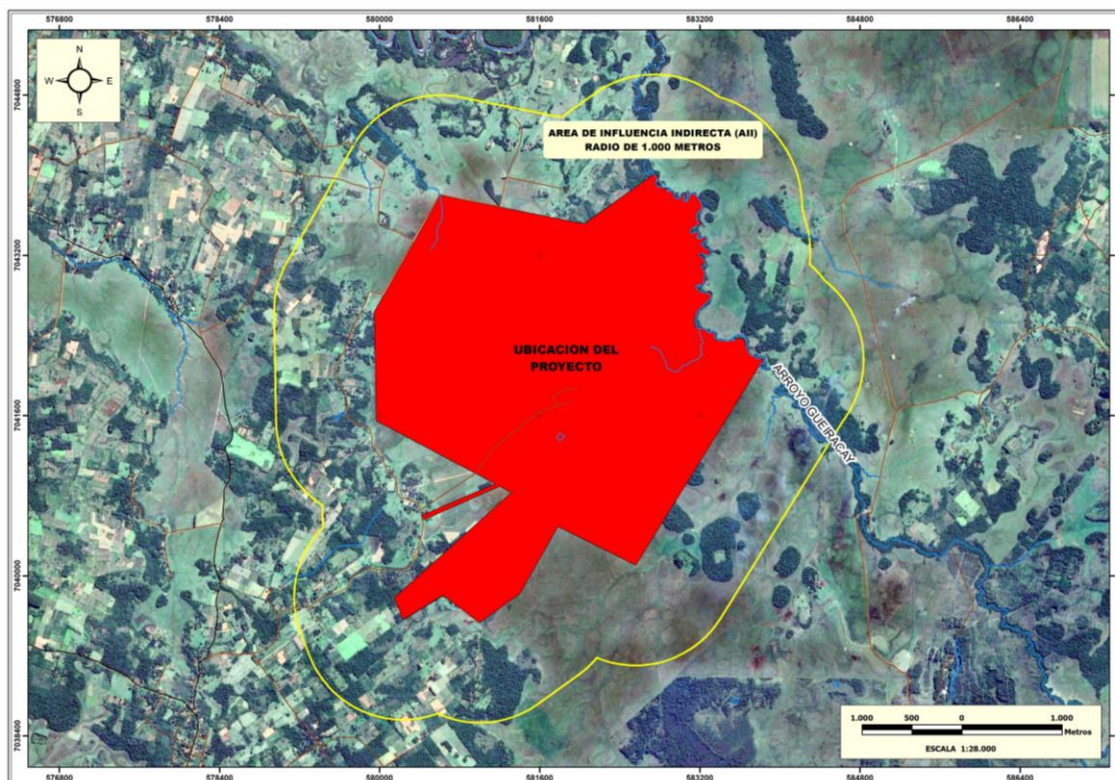 576800 578400 580000 581600 583200 584800 586400
N
W E
S
7044800
7043200
7041600
7040000
7038400
AREA DE INFLUENCIA INDIRECTA (AII)
RADIO DE 1.000 METROS
UBICACION DEL
PROYECTO
ARROYO GUEIRACAY
1.000 500 0 1.000
Metros
ESCALA 1:28.000
576800 578400 580000 581600 583200 584800 586400